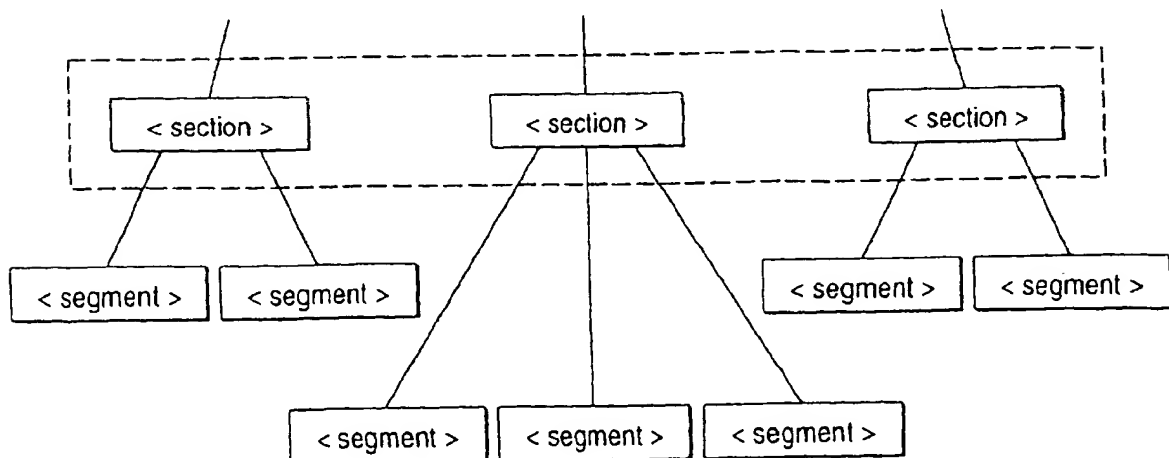 < section > < section > < section >
< segment > < segment > < segment > < segment >
< segment > < segment > < segment >